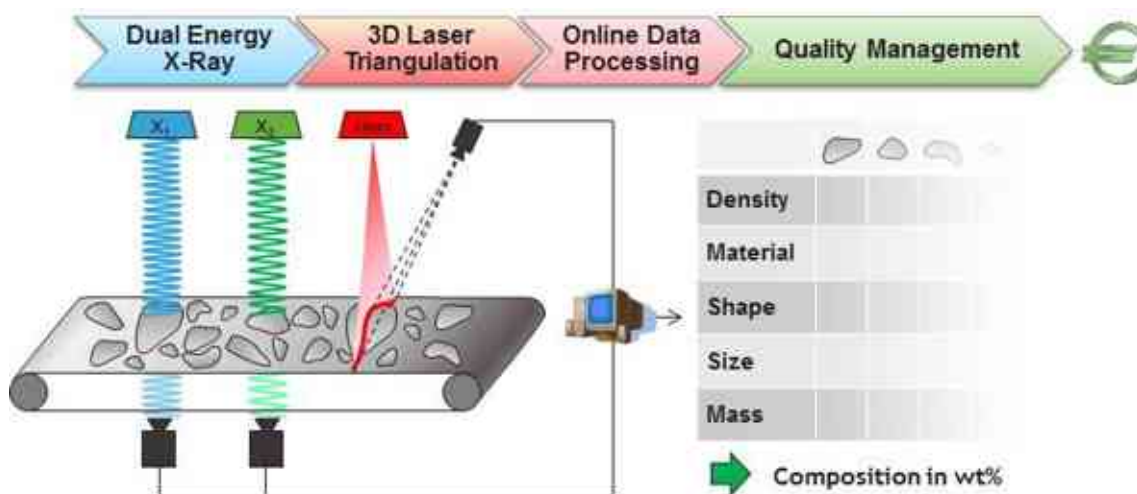 Dual Energy
X-Ray
3D Laser
Triangulation
Online Data
Processing
Quality Management
X₁
X₂
Density
Material
Shape
Size
Mass
Composition in wt%